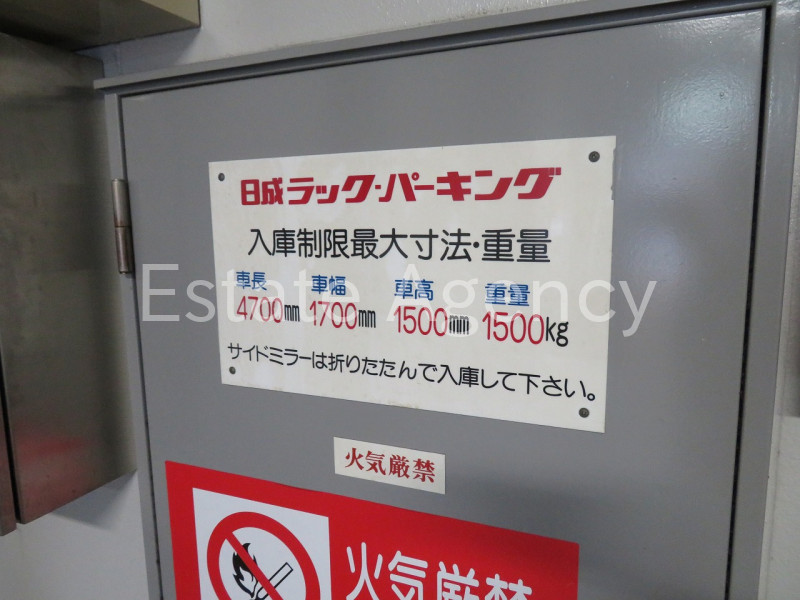 日成ラック・パーキング
入庫制限最大寸法・重量
車長 車幅 車高 重量
4700mm 1700mm 1500mm 1500kg
サイドミラーは折りたたんで入庫して下さい。
火気厳禁
火気厳禁
Estate Agency